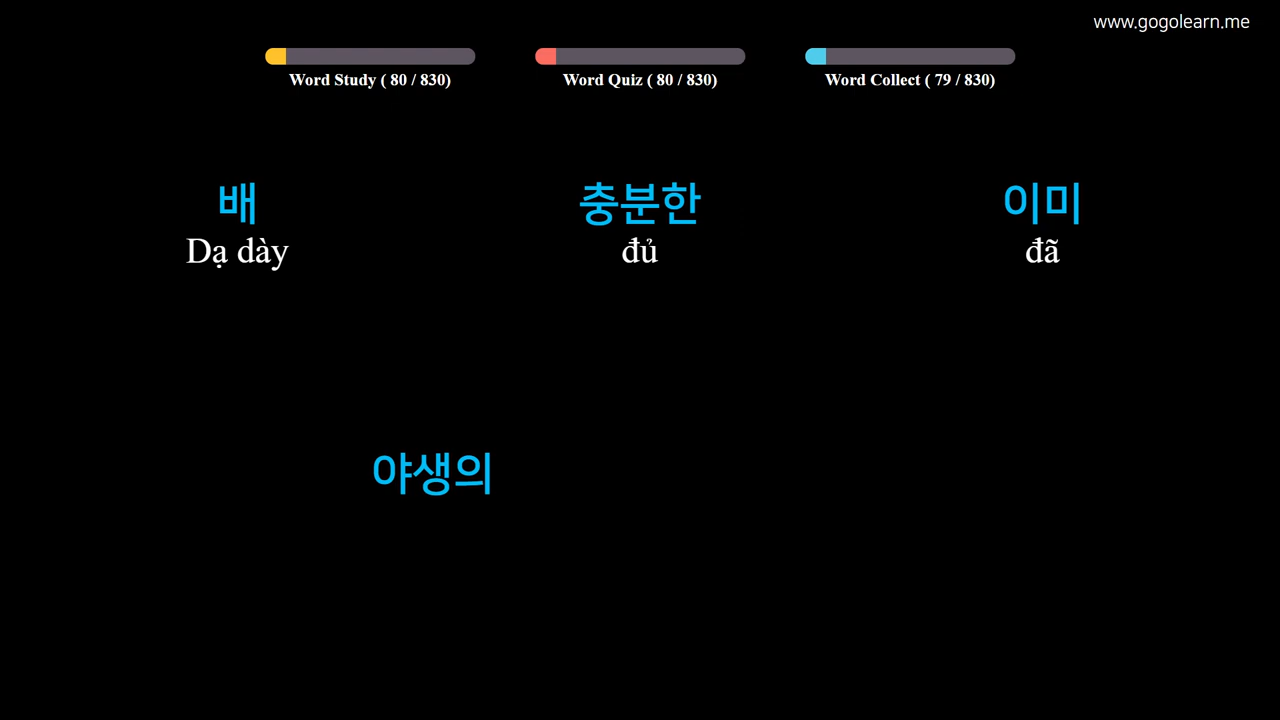 www.gogolearn.me
Word Study ( 80 / 830)
Word Quiz ( 80 / 830)
Word Collect ( 79 / 830)
배
Dạ dày
충분한
đủ
이미
đã
야생의